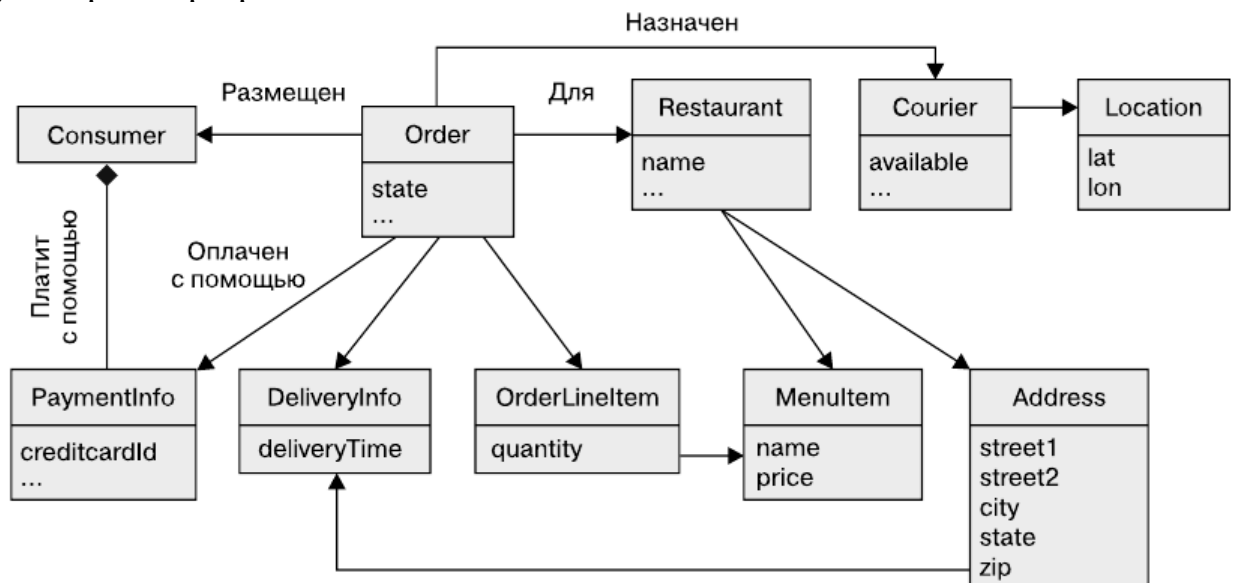 Назначен
Размещен
Для
Consumer
Order
state
...
Restaurant
name
...
Courier
available
...
Location
lat
lon
Платит
с помощью
Оплачен
с помощью
PaymentInfo
creditcardId
...
DeliveryInfo
deliveryTime
OrderLineItem
quantity
MenuItem
name
price
Address
street1
street2
city
state
zip